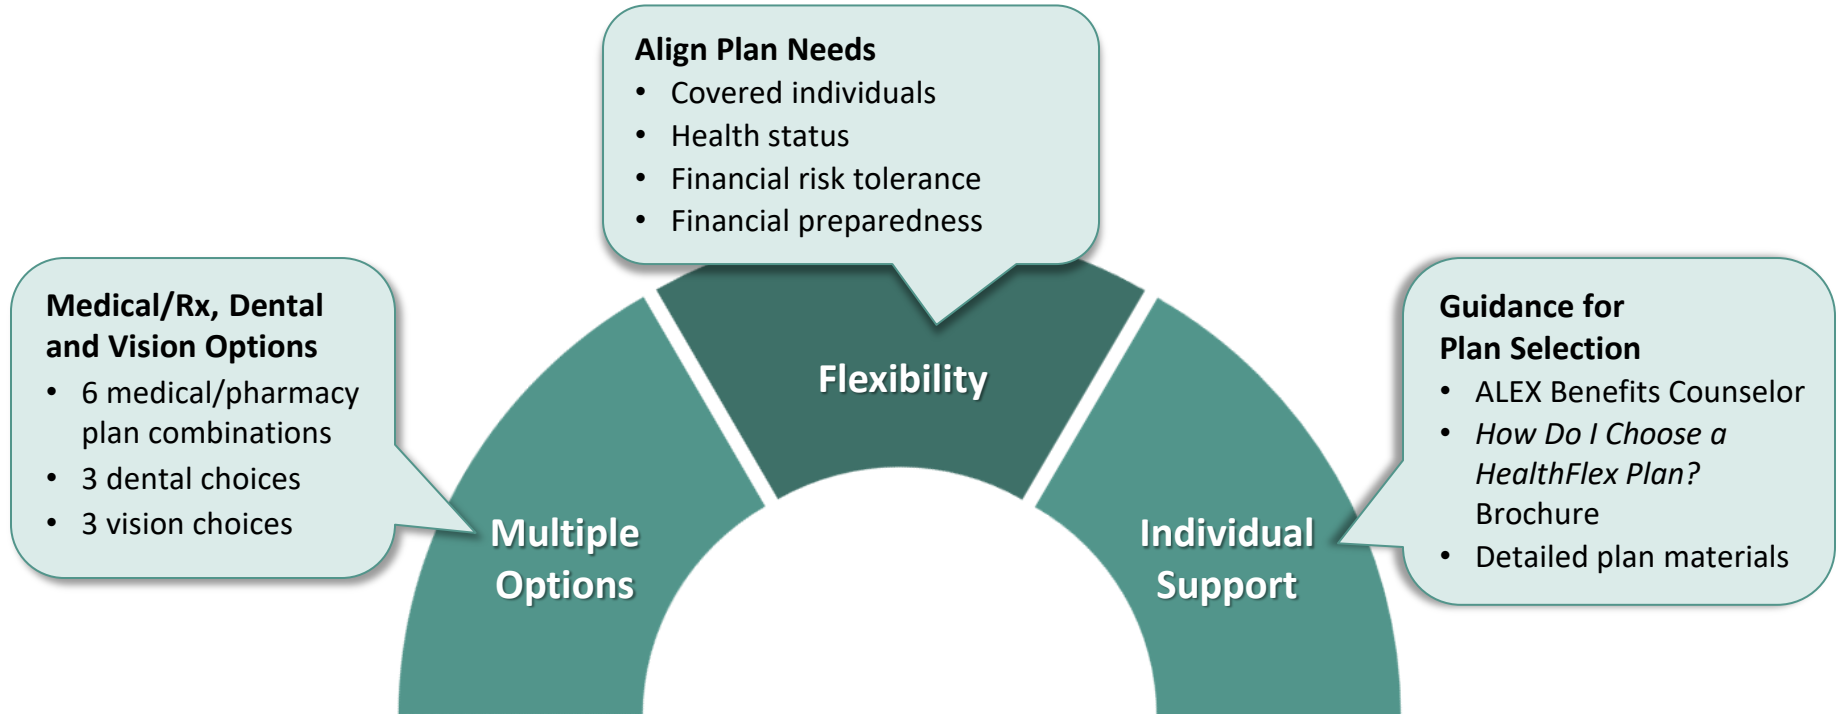 Align Plan Needs
• Covered individuals
• Health status
• Financial risk tolerance
• Financial preparedness
Medical/Rx, Dental
and Vision Options
• 6 medical/pharmacy
plan combinations
• 3 dental choices
• 3 vision choices
Guidance for
Plan Selection
• ALEX Benefits Counselor
• How Do I Choose a
HealthFlex Plan?
Brochure
• Detailed plan materials
Flexibility
Multiple
Options
Individual
Support